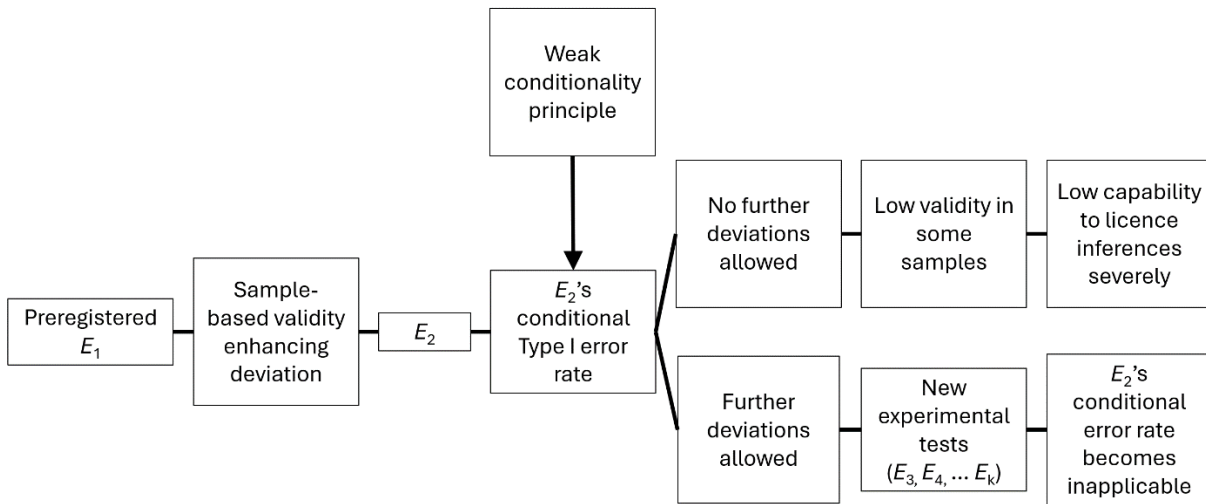 Weak
conditionality
principle
Preregistered
E₁
Sample-
based validity
enhancing
deviation
E₂
E₂’s
conditional
Type I error
rate
No further
deviations
allowed
Low validity in
some
samples
Low capability
to licence
inferences
severely
Further
deviations
allowed
New
experimental
tests
(E₃, E₄, ... Eₖ)
E₂’s
conditional
error rate
becomes
inapplicable